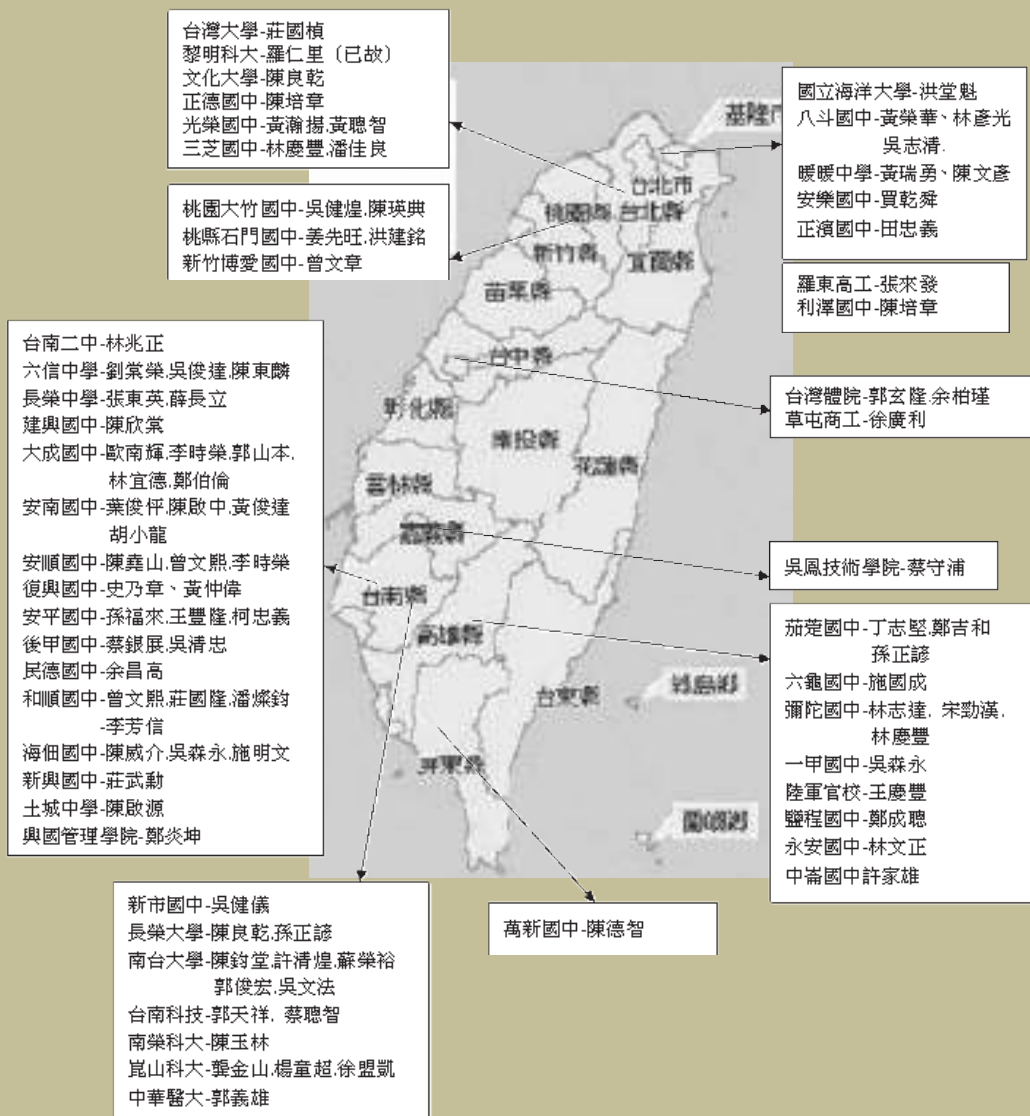 台灣大學-莊國楨
黎明科大-羅仁里（已故）
文化大學-陳良乾
正德國中-陳培章
光榮國中-黃瀚揚,黃聰智
三芝國中-林慶豐,潘佳良
桃園大竹國中-吳健煌,陳瑛典
桃縣石門國中-姜先旺,洪建銘
新竹博愛國中-曾文章
國立海洋大學-洪堂魁
八斗國中-黃榮華、林彥光
吳志清.
暖暖中學-黃瑞勇、陳文彥
安樂國中-買乾舜
正濱國中-田忠義
羅東高工-張來發
利澤國中-陳培章
基隆市
台北市
桃園縣 台北縣
新竹縣
宜蘭縣
苗栗縣
台中縣
彰化縣
南投縣
花蓮縣
雲林縣
嘉義縣
台南縣
高雄縣
台東縣
屏東縣
綠島鄉
蘭嶼鄉
台南二中-林兆正
六信中學-劉棠榮,吳俊達,陳東麟
長榮中學-張東英,薛長立
建興國中-陳欣棠
大成國中-歐南輝,李時榮,郭山本,
林宜德,鄭伯倫
安南國中-葉俊枰,陳啟中,黃俊達
胡小龍
安順國中-陳堯山,曾文熙,李時榮
復興國中-史乃章、黃仲偉
安平國中-孫福來,王豐隆,柯忠義
後甲國中-蔡銀展,吳清忠
民德國中-余昌高
和順國中-曾文熙,莊國隆,潘燦鈞
-李芳信
海佃國中-陳威介,吳森永,施明文
新興國中-莊武勳
土城中學-陳啟源
興國管理學院-鄭炎坤
台灣體院-郭玄隆,余柏瑾
草屯商工-徐廣利
吳鳳技術學院-蔡守浦
茄萣國中-丁志堅,鄭吉和
孫正諺
六龜國中-施國成
彌陀國中-林志達, 宋勁漢,
林慶豐
一甲國中-吳森永
陸軍官校-王慶豐
鹽程國中-鄭成聰
永安國中-林文正
中崙國中許家雄
新市國中-吳健儀
長榮大學-陳良乾,孫正諺
南台大學-陳鈞堂,許清煌,蘇榮裕
郭俊宏,吳文法
台南科技-郭天祥, 蔡聰智
南榮科大-陳玉林
崑山科大-龔金山,楊童超,徐盟凱
中華醫大-郭義雄
萬新國中-陳德智